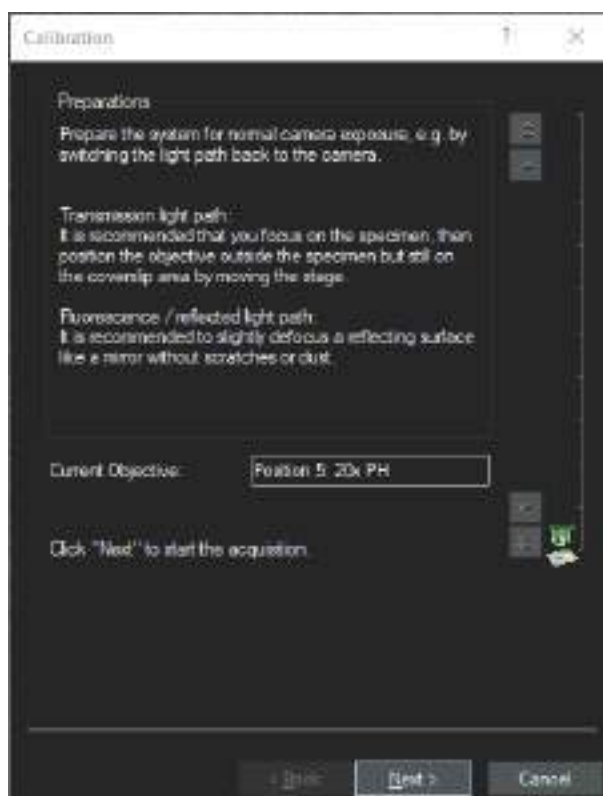 Calibration
Preparations
Prepare the system for normal camera exposure, e.g. by
switching the light path back to the camera.
Transmission light path:
It is recommended that you focus on the specimen, then
position the objective outside the specimen but still on
the coverslip area by moving the stage.
Fluorescence / reflected light path:
It is recommended to slightly defocus a reflecting surface
like a mirror without scratches or dust.
Current Objective:
Position 5: 20x PH
Click "Next" to start the acquistion.
< Back
Next >
Cancel